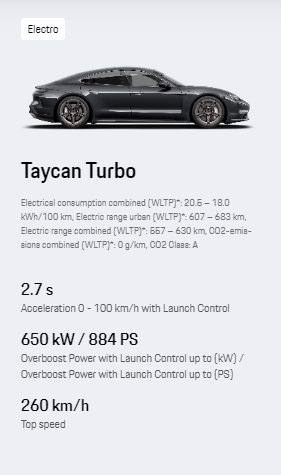 Electro
Taycan Turbo
Electrical consumption combined (WLTP)*: 20.5 – 18.0
kWh/100 km, Electric range urban (WLTP)*: 607 – 683 km,
Electric range combined (WLTP)*: 557 – 630 km, CO2-emis-
sions combined (WLTP)*: 0 g/km, CO2 Class: A
2.7 s
Acceleration 0 - 100 km/h with Launch Control
650 kW / 884 PS
Overboost Power with Launch Control up to (kW) /
Overboost Power with Launch Control up to (PS)
260 km/h
Top speed